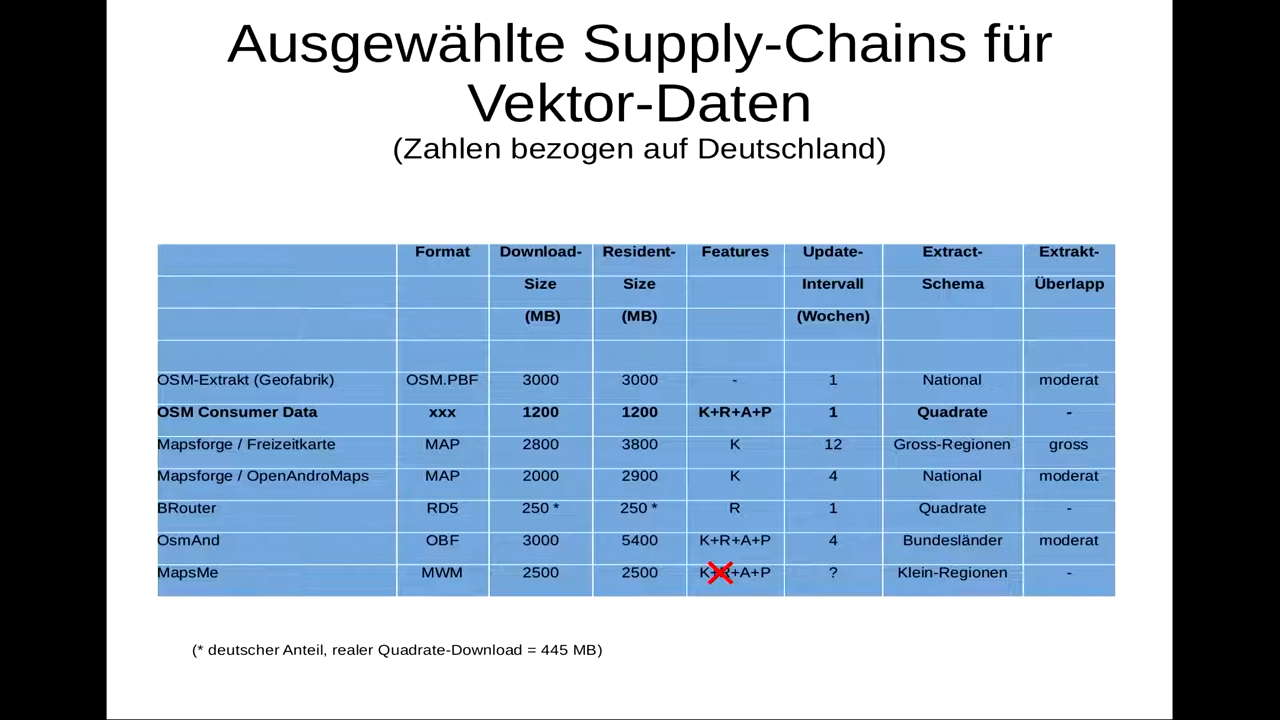 Ausgewählte Supply-Chains für
Vektor-Daten
(Zahlen bezogen auf Deutschland)
Format Download- Resident- Features Update- Extract- Extrakt-
Size Size Intervall Schema Überlapp
(MB) (MB) (Wochen)
OSM-Extrakt (Geofabrik) OSM.PBF 3000 3000 - 1 National moderat
OSM Consumer Data xxx 1200 1200 K+R+A+P 1 Quadrate -
Mapsforge / Freizeitkarte MAP 2800 3800 K 12 Gross-Regionen gross
Mapsforge / OpenAndroMaps MAP 2000 2900 K 4 National moderat
BRouter RD5 250 * 250 * R 1 Quadrate -
OsmAnd OBF 3000 5400 K+R+A+P 4 Bundesländer moderat
MapsMe MWM 2500 2500 K+R+A+P ? Klein-Regionen -
(* deutscher Anteil, realer Quadrate-Download = 445 MB)